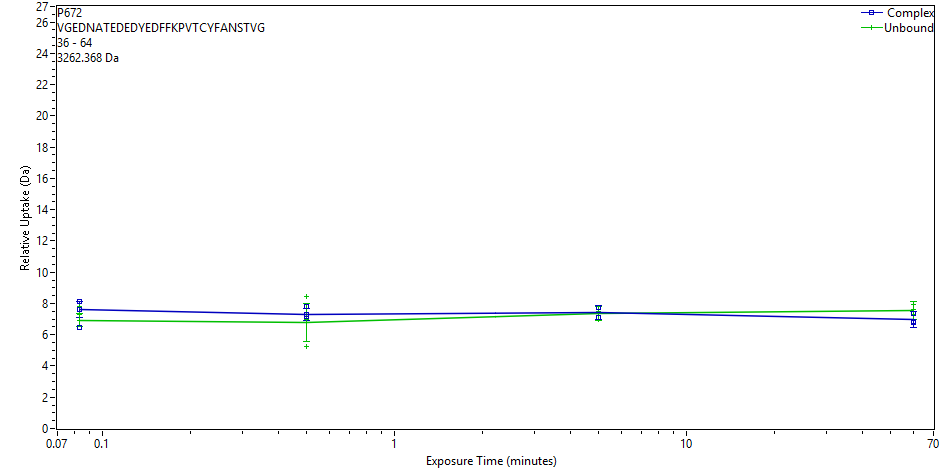 P672
VGEDNATEDEDYEDFFKPVTCYFANSTVG
36 - 64
3262.368 Da
Complex
Unbound
27
26
24
22
20
18
16
14
12
10
8
6
4
2
0
Relative Uptake (Da)
0.07 0.1 1 10 70
Exposure Time (minutes)